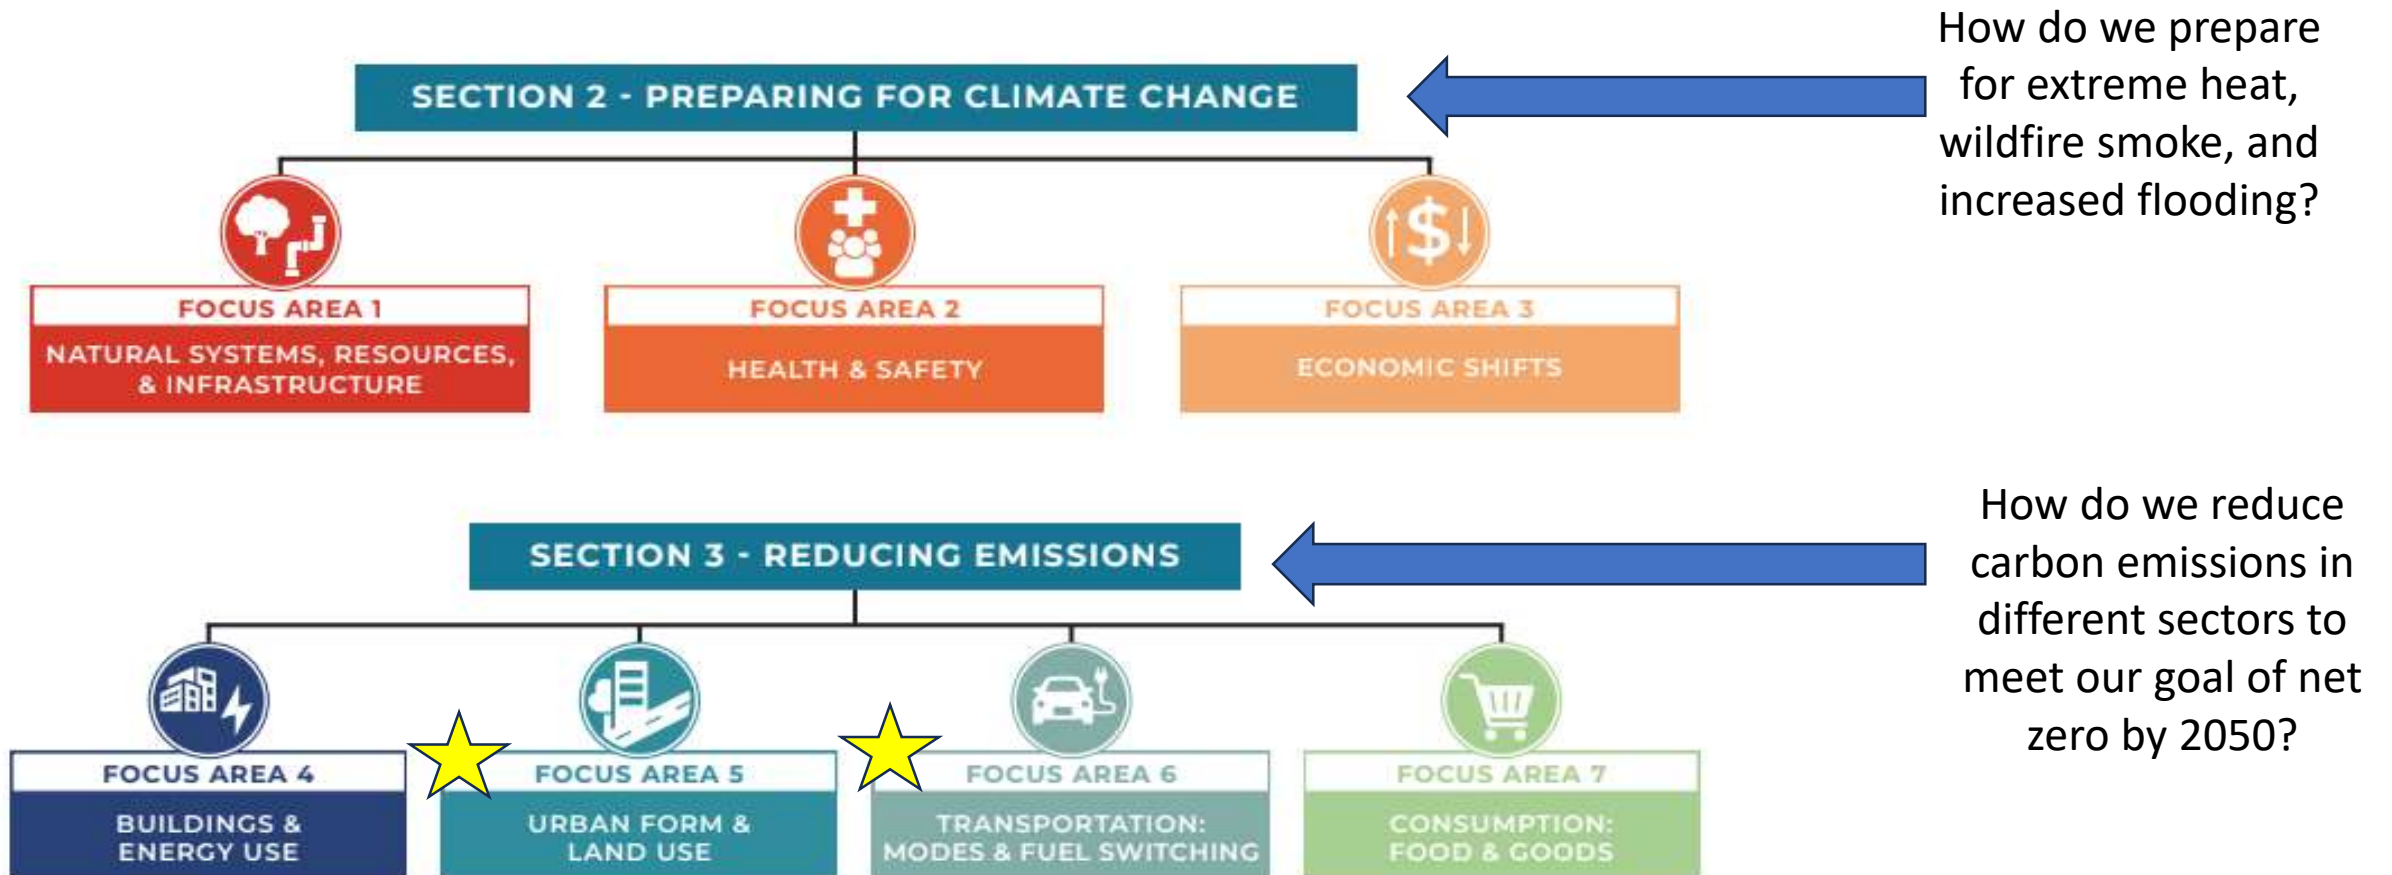 How do we prepare
for extreme heat,
wildfire smoke, and
increased flooding?
SECTION 2 - PREPARING FOR CLIMATE CHANGE
FOCUS AREA 1
NATURAL SYSTEMS, RESOURCES,
& INFRASTRUCTURE
FOCUS AREA 2
HEALTH & SAFETY
$
FOCUS AREA 3
ECONOMIC SHIFTS
How do we reduce
carbon emissions in
different sectors to
meet our goal of net
zero by 2050?
SECTION 3 - REDUCING EMISSIONS
FOCUS AREA 4
BUILDINGS &
ENERGY USE
FOCUS AREA 5
URBAN FORM &
LAND USE
FOCUS AREA 6
TRANSPORTATION:
MODES & FUEL SWITCHING
FOCUS AREA 7
CONSUMPTION:
FOOD & GOODS